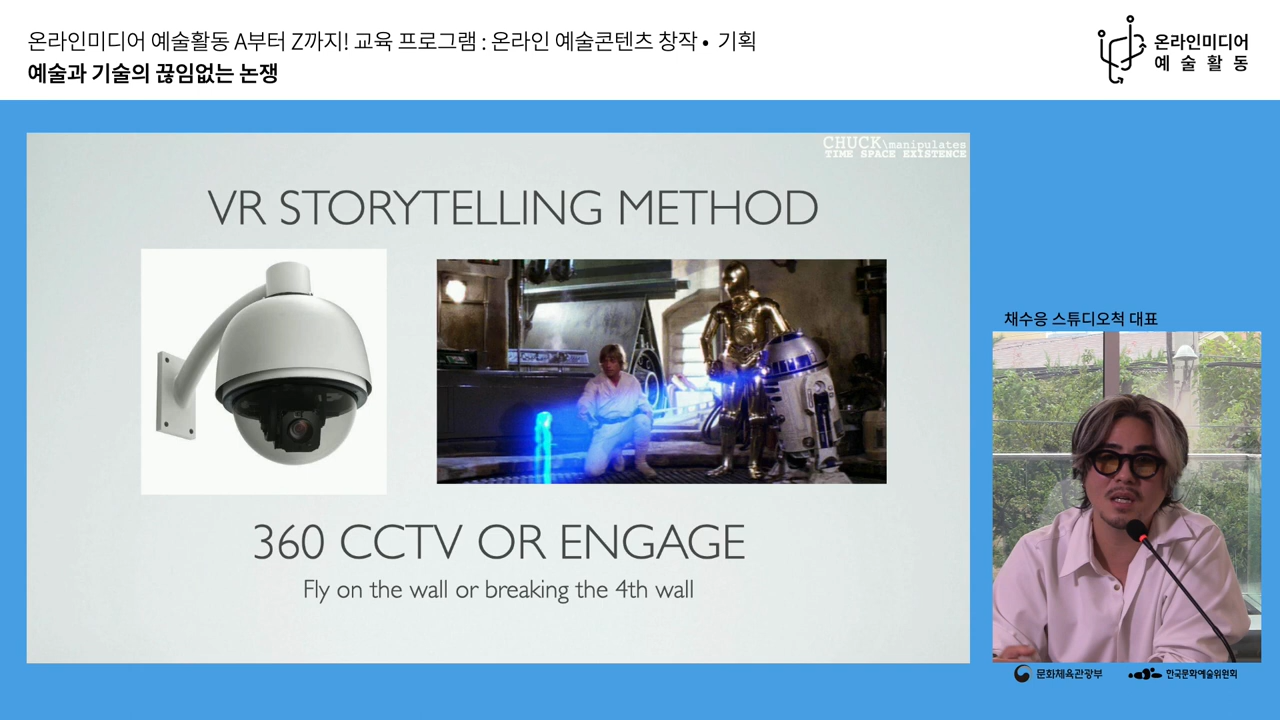 온라인미디어 예술활동 A부터 Z까지! 교육 프로그램 : 온라인 예술콘텐츠 창작 • 기획
예술과 기술의 끊임없는 논쟁
온라인미디어
예술활동
CHUCK\manipulates
TIME SPACE EXISTENCE
VR STORYTELLING METHOD
360 CCTV OR ENGAGE
Fly on the wall or breaking the 4th wall
채수응 스튜디오척 대표
문화체육관광부
한국문화예술위원회